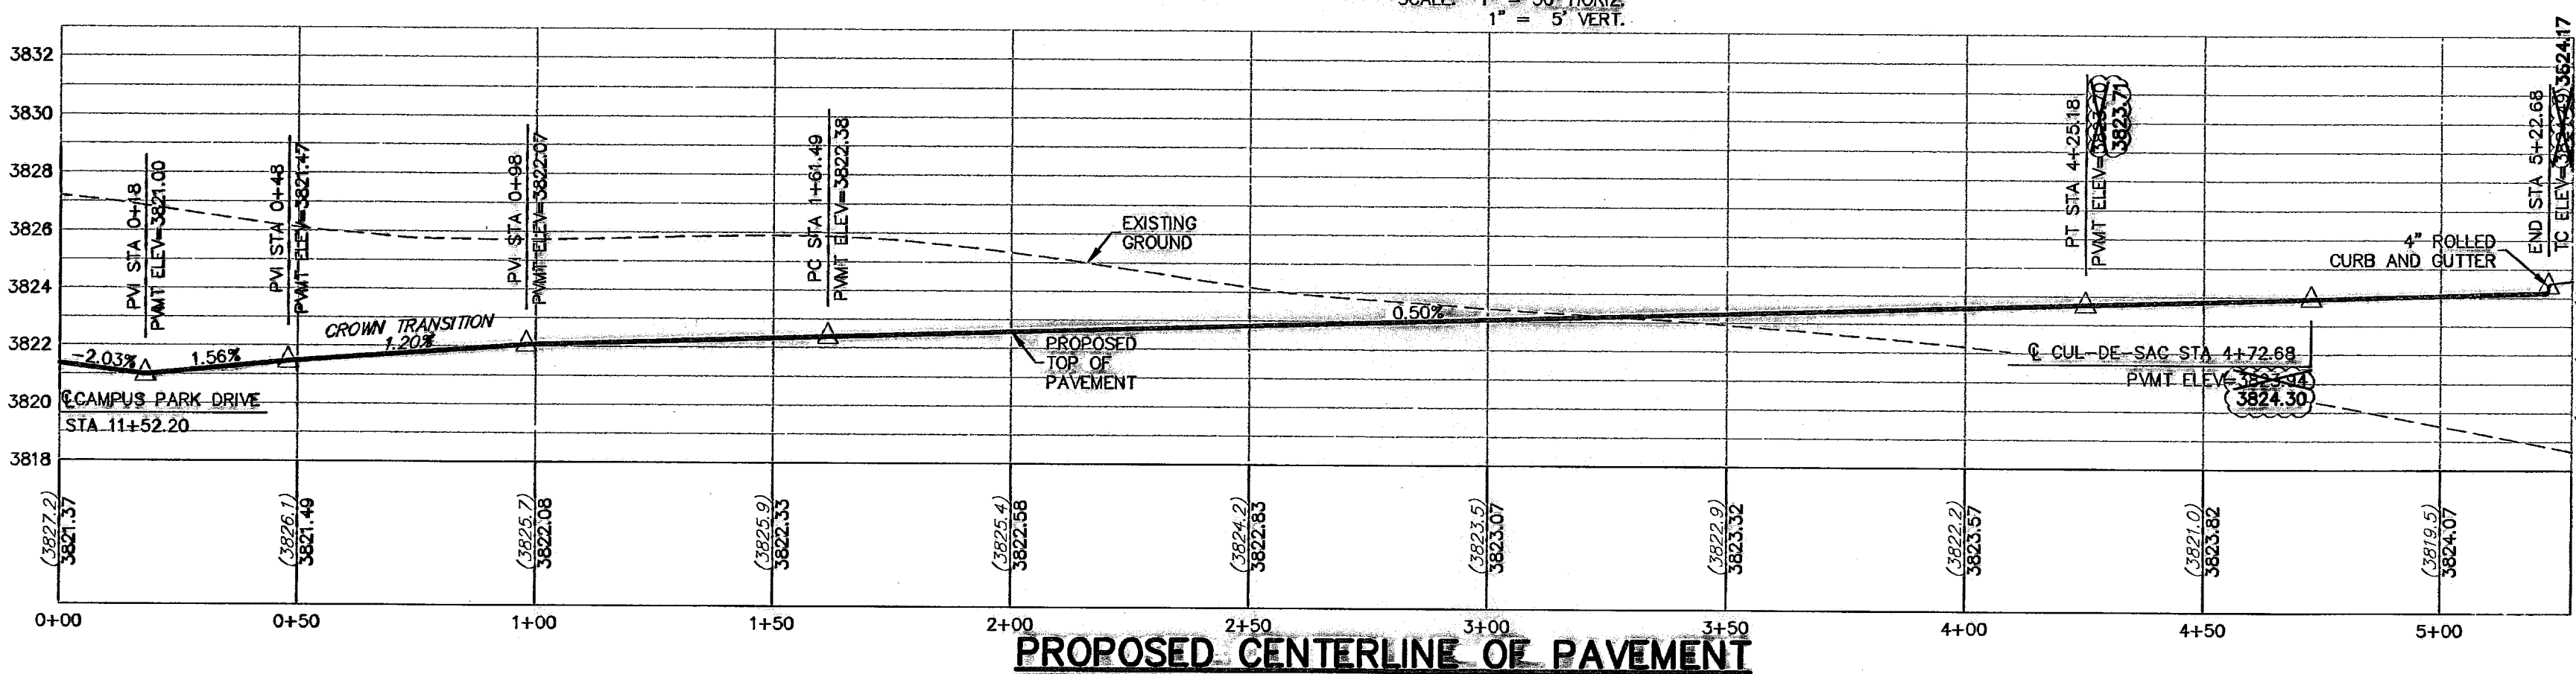 1" = 5' VERT.
3832
3830
3828
3826
3824
3822
3820
3818
PVI STA 0+18
PVMT ELEV=3821.00
PVI STA 0+48
PVMT ELEV=3821.47
PVI STA 0+98
PVMT ELEV=3822.07
PC STA 1+61.49
PVMT ELEV=3822.38
PT STA 4+25.18
PVMT ELEV=3823.70
3823.71
END STA 5+22.68
TC ELEV=3824.49
3824.17
EXISTING
GROUND
4" ROLLED
CURB AND GUTTER
-2.03%
1.56%
CROWN TRANSITION
1.20%
0.50%
PROPOSED
TOP OF
PAVEMENT
℄ CUL-DE-SAC STA 4+72.68
PVMT ELEV=3823.94
3824.30
℄ CAMPUS PARK DRIVE
STA 11+52.20
(3827.2)
3821.37
(3826.1)
3821.49
(3825.7)
3822.08
(3825.9)
3822.33
(3825.4)
3822.58
(3824.2)
3822.83
(3823.5)
3823.07
(3822.9)
3823.32
(3822.2)
3823.57
(3821.0)
3823.82
(3819.5)
3824.07
0+00 0+50 1+00 1+50 2+00 2+50 3+00 3+50 4+00 4+50 5+00
PROPOSED CENTERLINE OF PAVEMENT